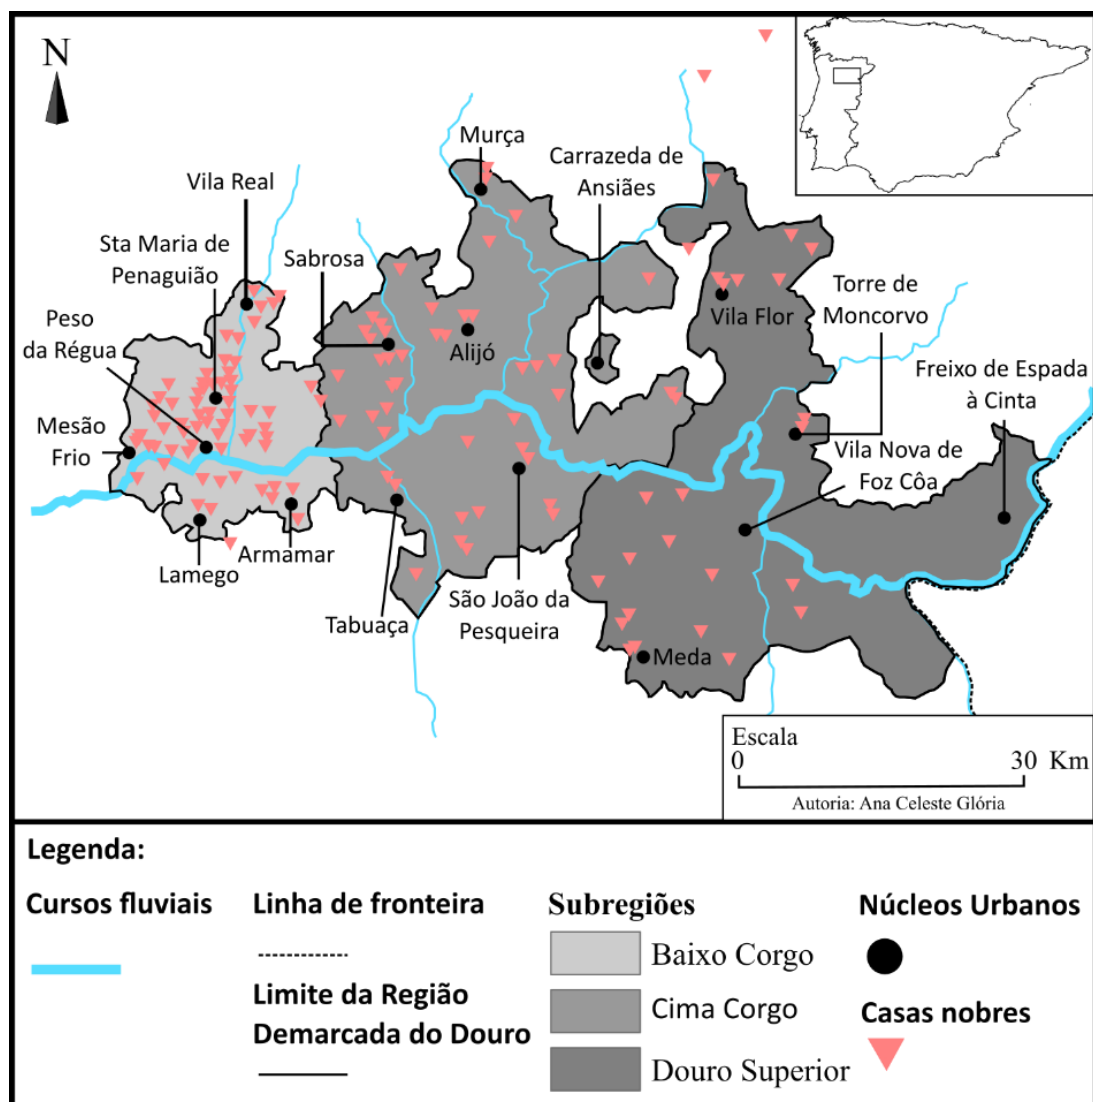 N
Murça
Carrazeda de
Ansiães
Vila Real
Sta Maria de
Penaguião
Sabrosa
Torre de
Moncorvo
Peso
da Régua
Vila Flor
Alijó
Freixo de Espada
à Cinta
Mesão
Frio
Vila Nova de
Foz Côa
Armamar
Lamego
Tabuaça
São João da
Pesqueira
Meda
Escala
0 30 Km
Autoria: Ana Celeste Glória
Legenda:
Cursos fluviais
Linha de fronteira
Limite da Região
Demarcada do Douro
Subregiões
Baixo Corgo
Cima Corgo
Douro Superior
Núcleos Urbanos
Casas nobres